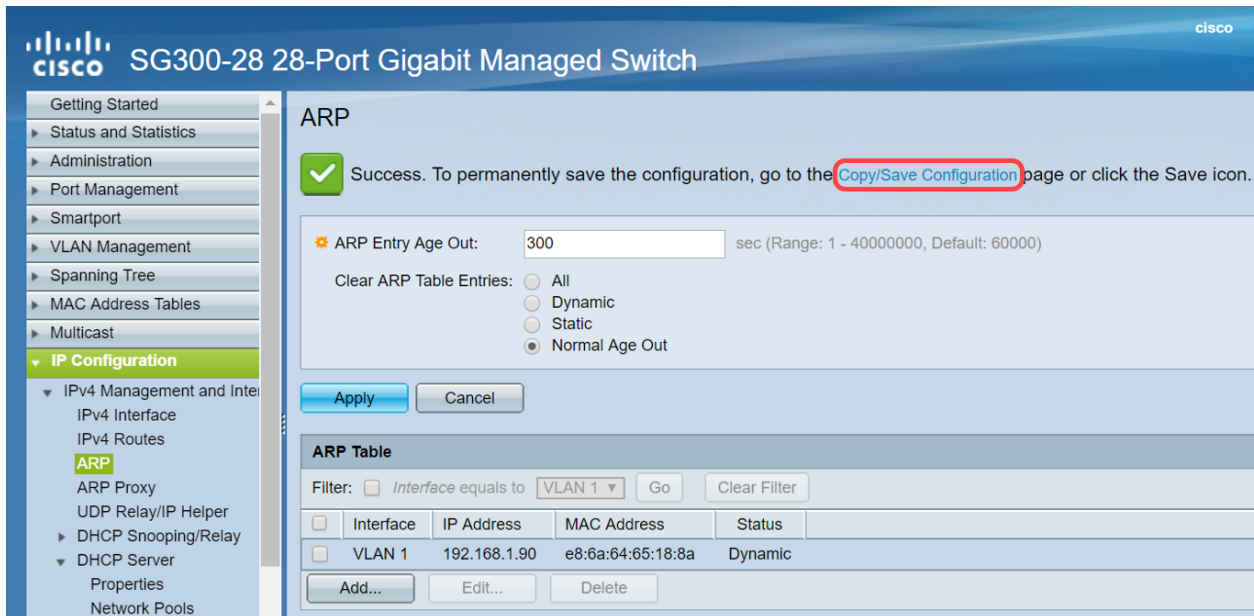 cisco
CISCO SG300-28 28-Port Gigabit Managed Switch
Getting Started
Status and Statistics
Administration
Port Management
Smartport
VLAN Management
Spanning Tree
MAC Address Tables
Multicast
IP Configuration
IPv4 Management and Inter
IPv4 Interface
IPv4 Routes
ARP
ARP Proxy
UDP Relay/IP Helper
DHCP Snooping/Relay
DHCP Server
Properties
Network Pools
ARP
Success. To permanently save the configuration, go to the Copy/Save Configuration page or click the Save icon.
ARP Entry Age Out: 300 sec (Range: 1 - 40000000, Default: 60000)
Clear ARP Table Entries: All
Dynamic
Static
Normal Age Out
Apply Cancel
ARP Table
Filter: Interface equals to VLAN 1 Go Clear Filter
Interface IP Address MAC Address Status
VLAN 1 192.168.1.90 e8:6a:64:65:18:8a Dynamic
Add... Edit... Delete